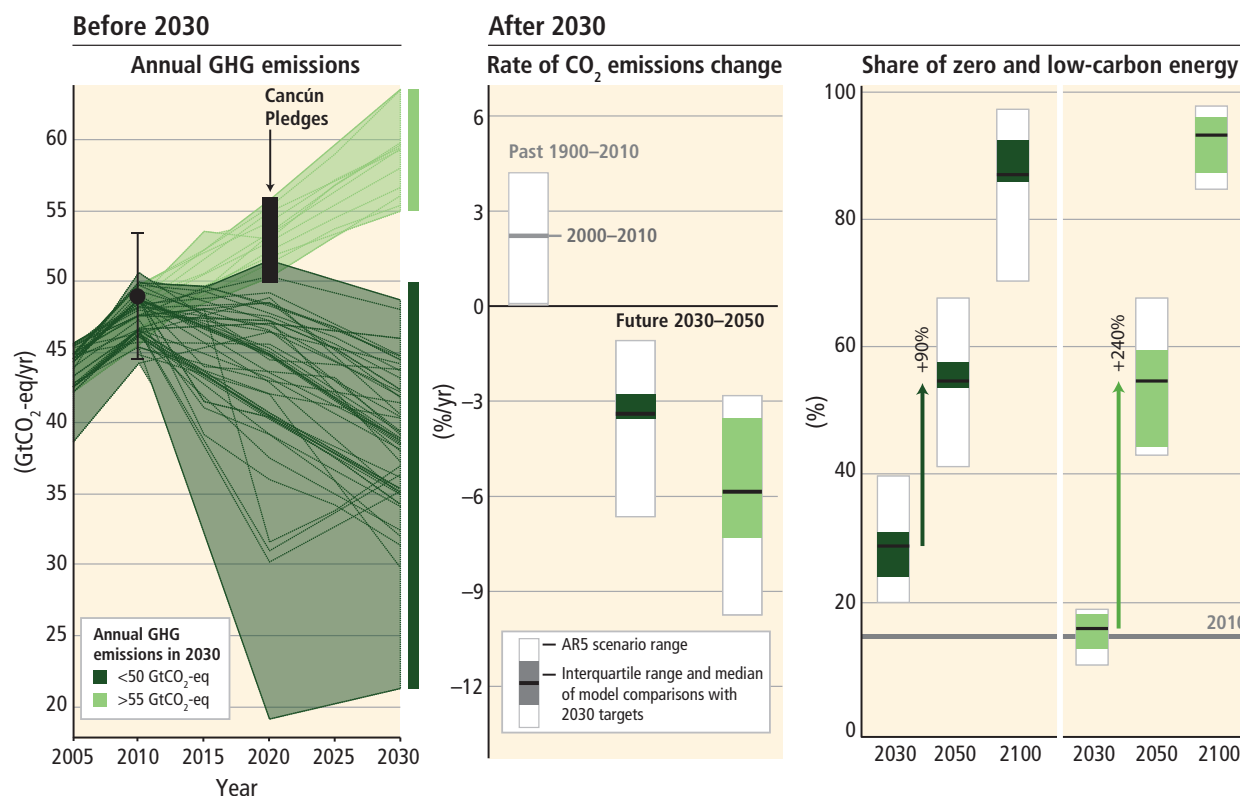 Before 2030
Annual GHG emissions
Cancún
Pledges
60
55
50
45
40
35
30
25
20
(GtCO₂-eq/yr)
Annual GHG
emissions in 2030
<50 GtCO₂-eq
>55 GtCO₂-eq
2005 2010 2015 2020 2025 2030
Year
After 2030
Rate of CO₂ emissions change
6
3
0
–3
–6
–9
–12
(%/yr)
Past 1900–2010
2000–2010
Future 2030–2050
AR5 scenario range
Interquartile range and median
of model comparisons with
2030 targets
Share of zero and low-carbon energy
100
80
60
40
20
0
(%)
+90%
+240%
2010
2030 2050 2100 2030 2050 2100